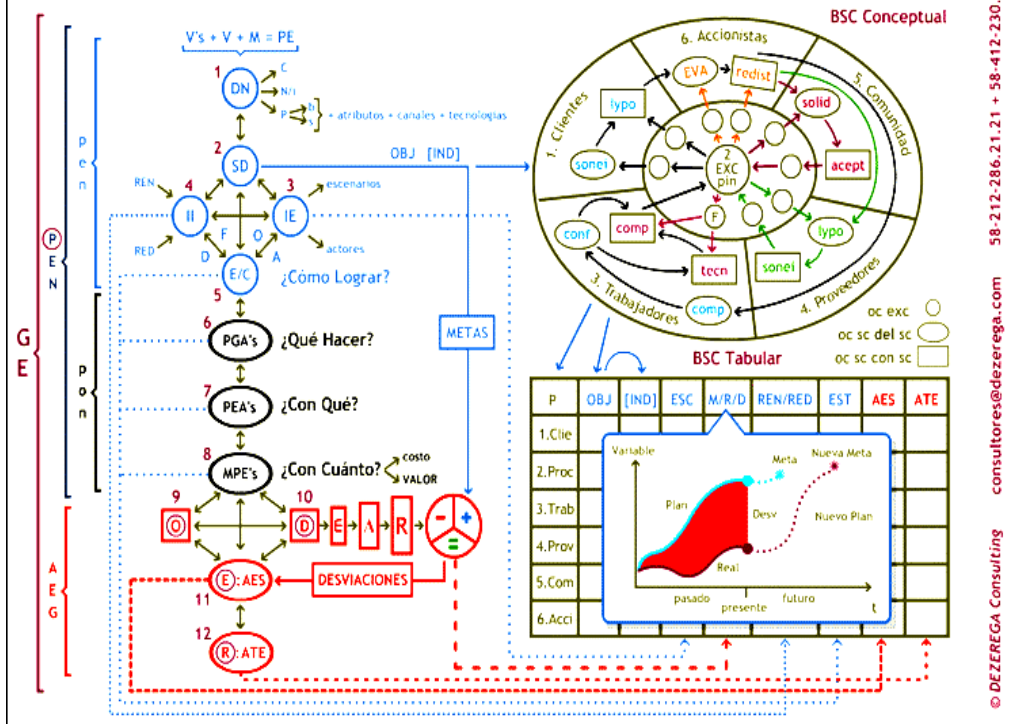 V's + V + M = PE
BSC Conceptual
1
DN
C
N/I
P
b
s
+ atributos + canales + tecnologías
2
SD
OBJ [IND]
REN
4
II
RED
3
IE
escenarios
actores
F
O
D
A
E/C
5
¿Cómo Lograr?
6
PGA's
¿Qué Hacer?
METAS
7
PEA's
¿Con Qué?
8
MPE's
¿Con Cuánto?
costo
VALOR
9
O
10
D
E
A
R
-
+
=
E:AES
11
DESVIACIONES
12
R:ATE
GE
PEN
pen
pon
AEG
6. Accionistas
EVA
redist
5. Comunidad
solid
acept
1. Clientes
lypo
sonei
2
EXC
pin
F
comp
conf
tecn
3. Trabajadores
comp
4. Proveedores
lypo
sonei
oc exc
oc sc del sc
oc sc con sc
BSC Tabular
P OBJ [IND] ESC M/R/D REN/RED EST AES ATE
1.Clie
2.Proc
3.Trab
4.Prov
5.Com
6.Acci
Variable
Nueva Meta
Meta
Plan
Desv
Nuevo Plan
Real
pasado
presente
futuro
t
58-212-286.21.21 + 58-412-230.
consultores@dezerega.com
© DEZEREGA Consulting